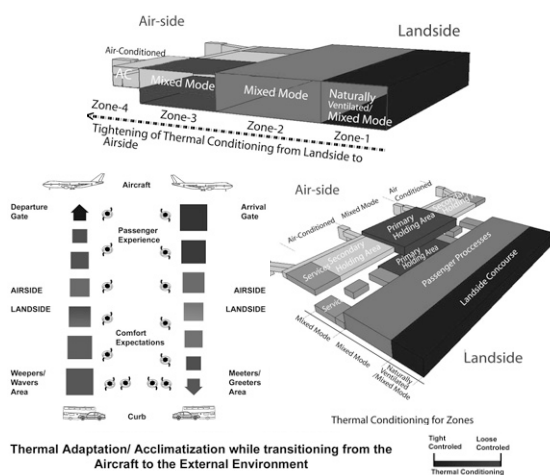 Air-side
Landside
Air-Conditioned
AC
Mixed Mode
Mixed Mode
Naturally
Ventilated/
Mixed Mode
Zone-4
Zone-3
Zone-2
Zone-1
Tightening of Thermal Conditioning from Landside to
Airside
Aircraft
Departure
Gate
Arrival
Gate
Passenger
Experience
AIRSIDE
AIRSIDE
LANDSIDE
LANDSIDE
Comfort
Expectations
Weepers/
Wavers
Area
Meeters/
Greeters
Area
Curb
Thermal Adaptation/ Acclimatization while transitioning from the
Aircraft to the External Environment
Air-side
Air
Conditioned
Mixed Mode
Air-Conditioned
Primary
Holding Area
Secondary
Holding Area
Services
Primary
Holding Area
Passenger Proccesses
Landside Concourse
Mixed Mode
Mixed Mode
Naturally
Ventilated
/Mixed Mode
Landside
Thermal Conditioning for Zones
Tight
Controled
Loose
Controled
Thermal Conditioning